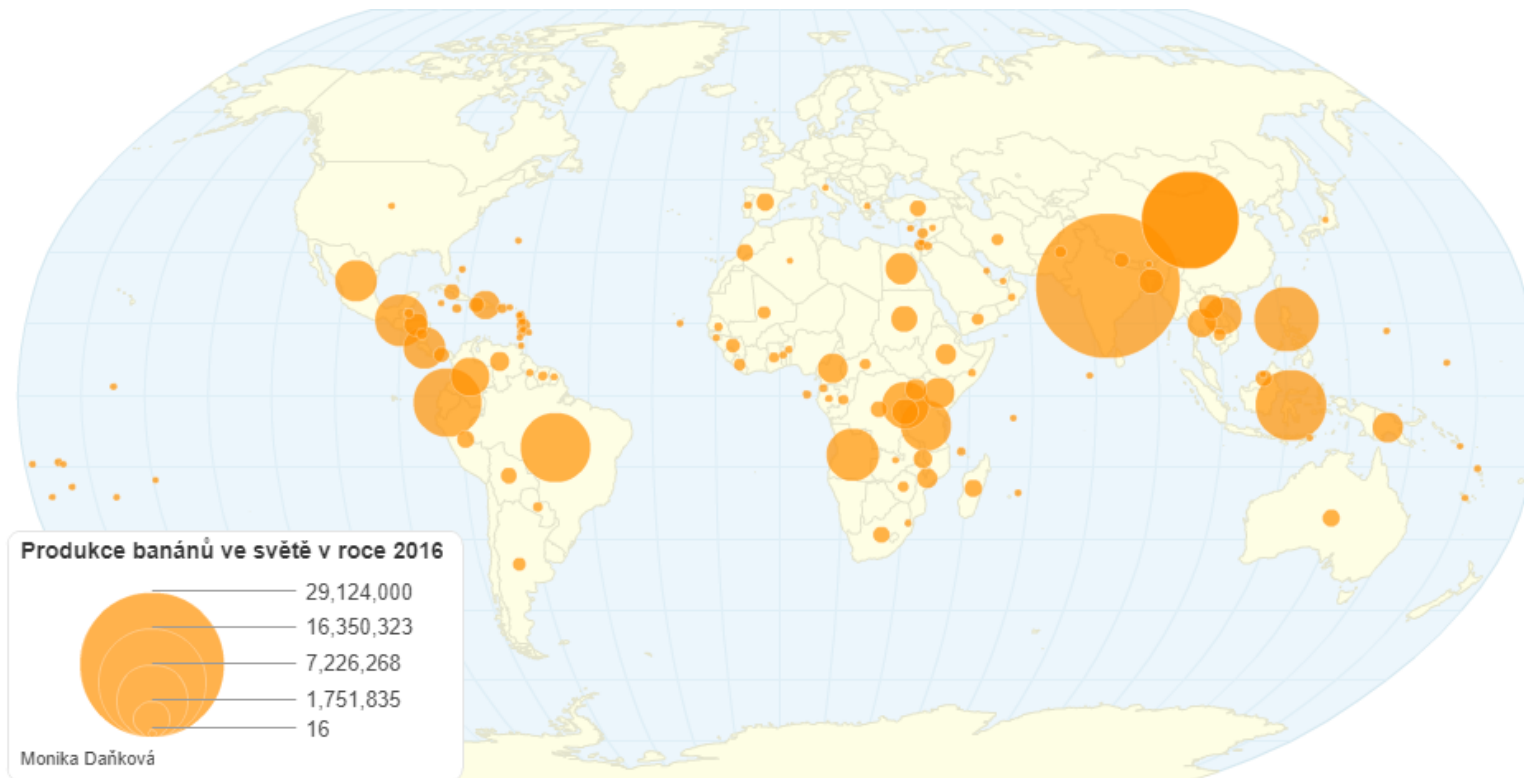 Produkce banánů ve světě v roce 2016
29,124,000
16,350,323
7,226,268
1,751,835
16
Monika Daňková